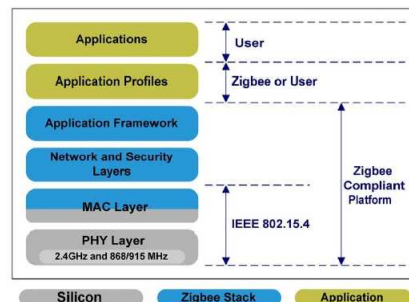 Applications
User
Application Profiles
Zigbee or User
Application Framework
Network and Security
Layers
Zigbee
Compliant
Platform
MAC Layer
IEEE 802.15.4
PHY Layer
2.4GHz and 868/915 MHz
Silicon
Zigbee Stack
Application